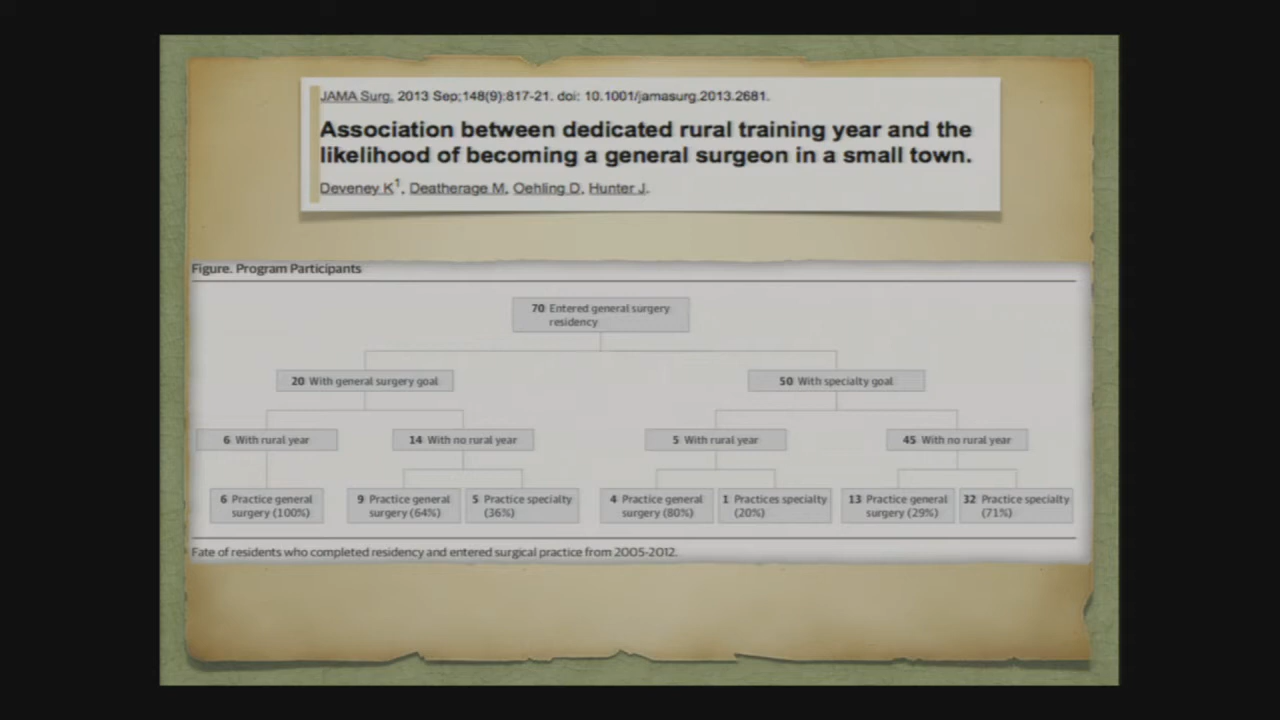 JAMA Surg. 2013 Sep;148(9):817-21. doi: 10.1001/jamasurg.2013.2681.
Association between dedicated rural training year and the
likelihood of becoming a general surgeon in a small town.
Deveney K1, Deatherage M, Oehling D, Hunter J.
Figure. Program Participants
70 Entered general surgery
residency
20 With general surgery goal
50 With specialty goal
6 With rural year
14 With no rural year
5 With rural year
45 With no rural year
6 Practice general
surgery (100%)
9 Practice general
surgery (64%)
5 Practice specialty
(36%)
4 Practice general
surgery (80%)
1 Practices specialty
(20%)
13 Practice general
surgery (29%)
32 Practice specialty
(71%)
Fate of residents who completed residency and entered surgical practice from 2005-2012.